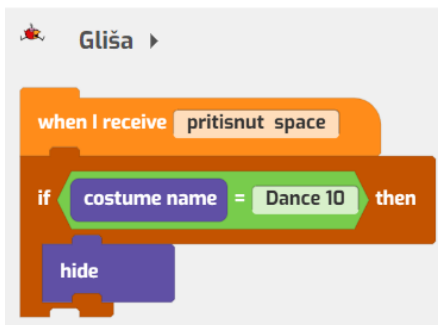 Gliša
when I receive pritisnut space
if costume name = Dance 10 then
hide